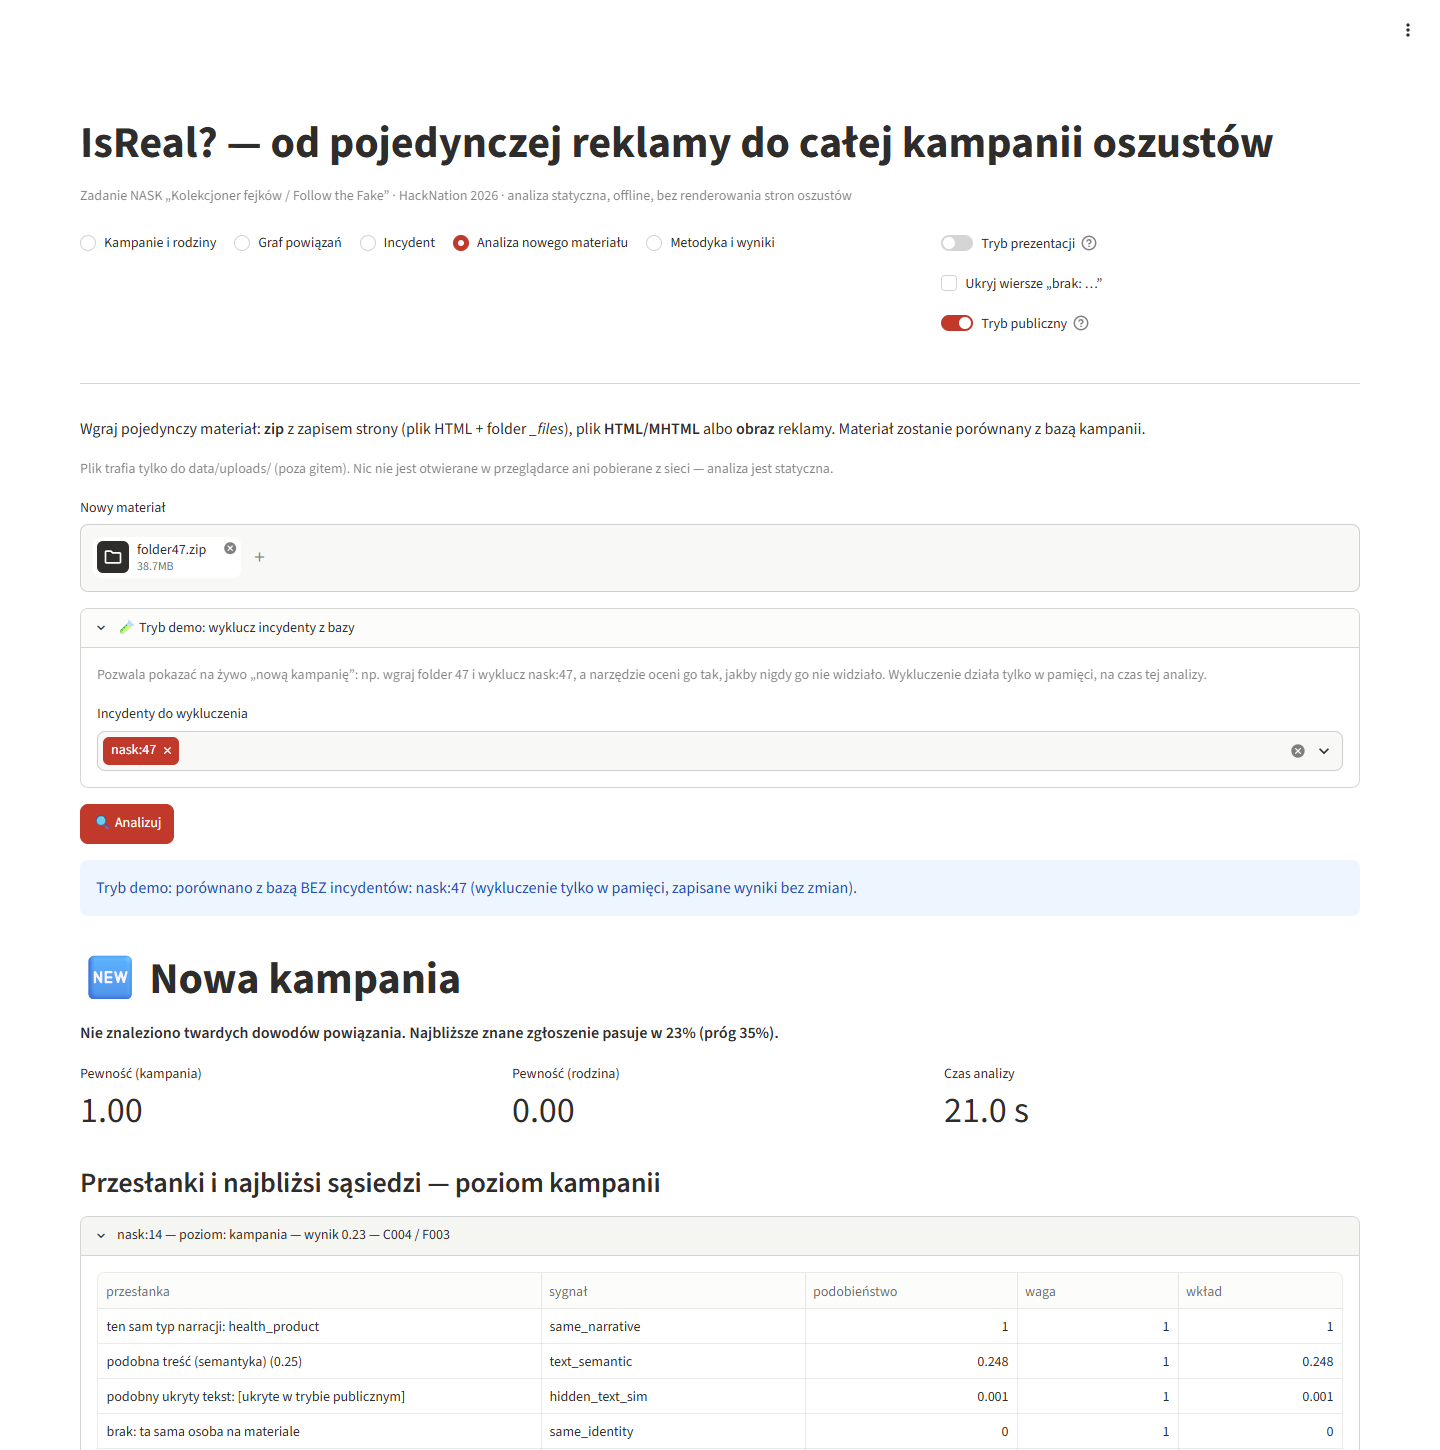 IsReal? — od pojedynczej reklamy do całej kampanii oszustów
Zadanie NASK „Kolekcjoner fejków / Follow the Fake” · HackNation 2026 · analiza statyczna, offline, bez renderowania stron oszustów
Kampanie i rodziny Graf powiązań Incydent Analiza nowego materiału Metodyka i wyniki
Tryb prezentacji
Ukryj wiersze „brak: …”
Tryb publiczny
Wgraj pojedynczy materiał: zip z zapisem strony (plik HTML + folder _files), plik HTML/MHTML albo obraz reklamy. Materiał zostanie porównany z bazą kampanii.
Plik trafia tylko do data/uploads/ (poza gitem). Nic nie jest otwierane w przeglądarce ani pobierane z sieci — analiza jest statyczna.
Nowy materiał
folder47.zip
38.7MB
Tryb demo: wyklucz incydenty z bazy
Pozwala pokazać na żywo „nową kampanię”: np. wgraj folder 47 i wyklucz nask:47, a narzędzie oceni go tak, jakby nigdy go nie widziało. Wykluczenie działa tylko w pamięci, na czas tej analizy.
Incydenty do wykluczenia
nask:47
Analizuj
Tryb demo: porównano z bazą BEZ incydentów: nask:47 (wykluczenie tylko w pamięci, zapisane wyniki bez zmian).
NEW Nowa kampania
Nie znaleziono twardych dowodów powiązania. Najbliższe znane zgłoszenie pasuje w 23% (próg 35%).
Pewność (kampania) Pewność (rodzina) Czas analizy
1.00 0.00 21.0 s
Przesłanki i najbliżsi sąsiedzi — poziom kampanii
nask:14 — poziom: kampania — wynik 0.23 — C004 / F003
przesłanka sygnał podobieństwo waga wkład
ten sam typ narracji: health_product same_narrative 1 1 1
podobna treść (semantyka) (0.25) text_semantic 0.248 1 0.248
podobny ukryty tekst: [ukryte w trybie publicznym] hidden_text_sim 0.001 1 0.001
brak: ta sama osoba na materiale same_identity 0 1 0